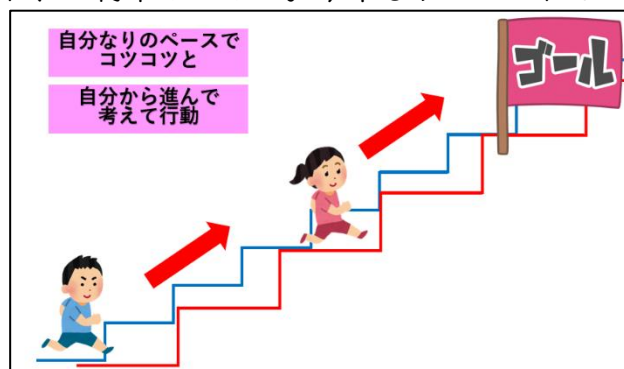 自分なりのペースで
コツコツと
自分から進んで
考えて行動
ゴール